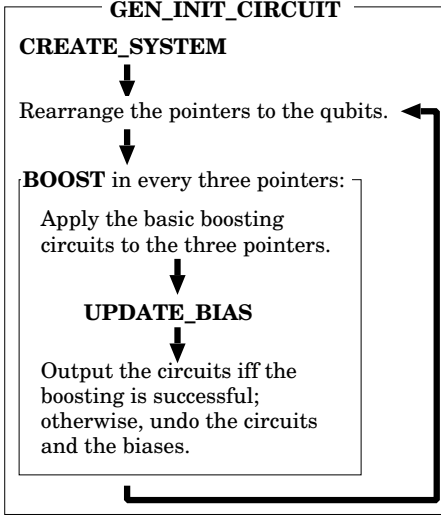 GEN_INIT_CIRCUIT
CREATE_SYSTEM
Rearrange the pointers to the qubits.
BOOST in every three pointers:
Apply the basic boosting
circuits to the three pointers.
UPDATE_BIAS
Output the circuits iff the
boosting is successful;
otherwise, undo the circuits
and the biases.